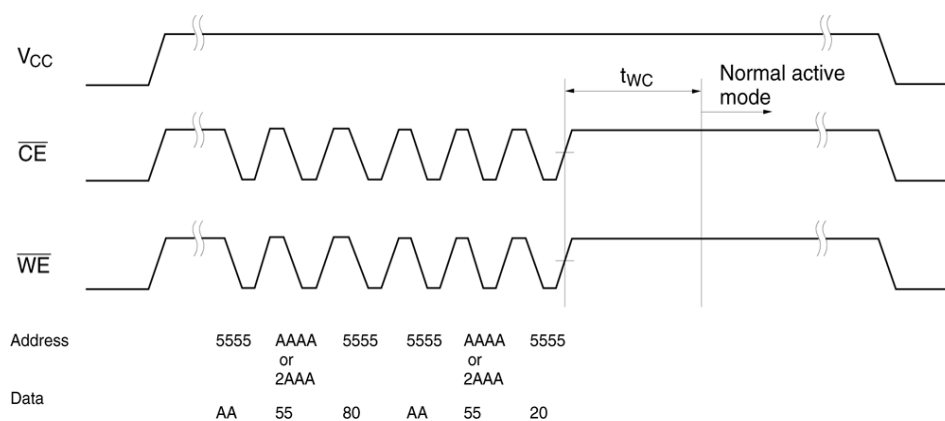 VCC
tWC
Normal active
mode
CE
WE
Address 5555 AAAA 5555 5555 AAAA 5555
or or
2AAA 2AAA
Data
AA 55 80 AA 55 20